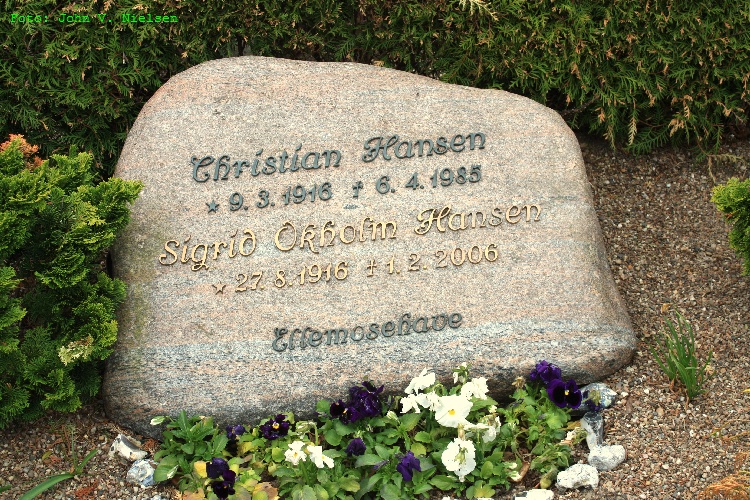 Foto: John V. Nielsen
Christian Hansen
* 9. 3. 1916 † 6. 4. 1985
Sigrid Økholm Hansen
* 27. 8. 1916 † 1. 2. 2006
Ellemosehave